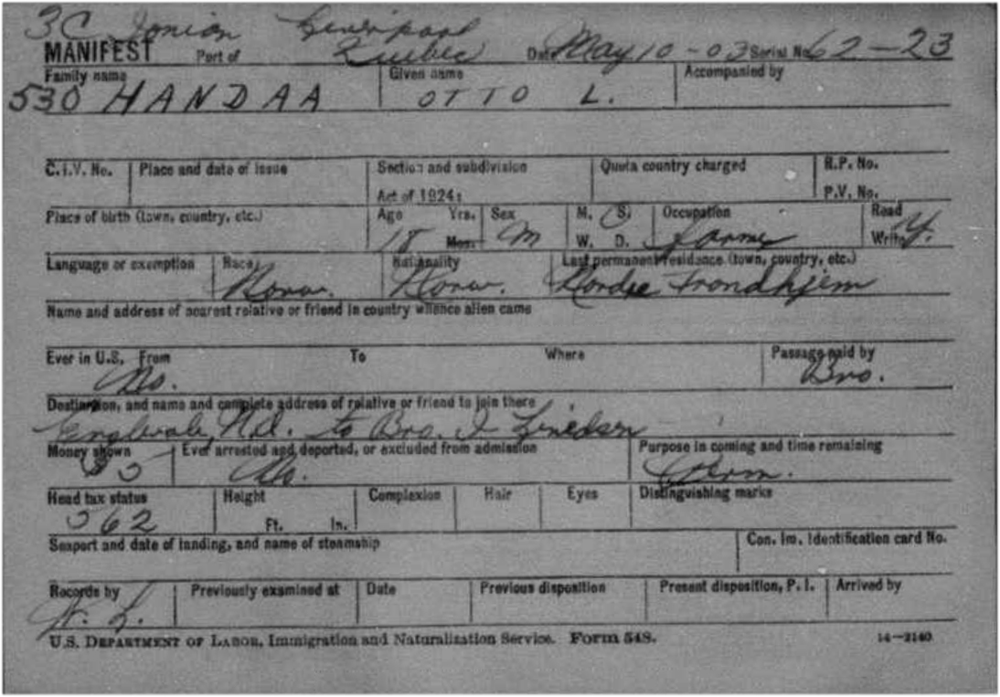 3C Ionian Liverpool
MANIFEST Port of Quebec Date May 10-03 Serial No. 62-23
Family name Given name Accompanied by
530 HANDAA OTTO L.
C.I.V. No. Place and date of issue Section and subdivision Quota country charged R.P. No.
Act of 1924: P.V. No.
Place of birth (town, country, etc.) Age Yrs. Sex M. S. Occupation Read
18 Mos. M W. D. Farmer Write Y.
Language or exemption Race Nationality Last permanent residence (town, country, etc.)
Norw. Norw. Trondhjem
Name and address of nearest relative or friend in country whence alien came
Ever in U.S. From To Where Passage paid by
No. Bro.
Destination, and name and complete address of relative or friend to join there
Englevale, N.d. to Bro. I
Money shown Ever arrested and deported, or excluded from admission Purpose in coming and time remaining
$5 No. Perm.
Head tax status Height Complexion Hair Eyes Distinguishing marks
562 Ft. In.
Seaport and date of landing, and name of steamship Con. Im. Identification card No.
Records by Previously examined at Date Previous disposition Present disposition, P. I. Arrived by
U.S. DEPARTMENT OF LABOR, Immigration and Naturalization Service. Form 548. 14—2140